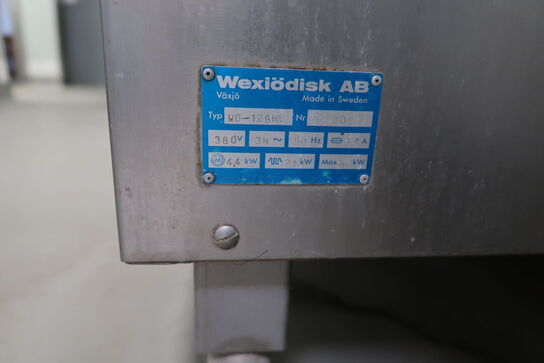 Wexiödisk AB
Växjö Made in Sweden
Typ WD-12GHL Nr
380V 3N~ 50 Hz A
M 4,4 kW kW Max kW